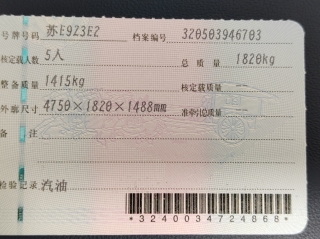 号牌号码 苏E9Z3E2 档案编号 320503946703
核定载人数 5人 总质量 1820kg
整备质量 1415kg 核定载质量 --
外廓尺寸 4750×1820×1488mm 准牵引总质量 --
备注 --
检验记录 汽油
*3240034724868*